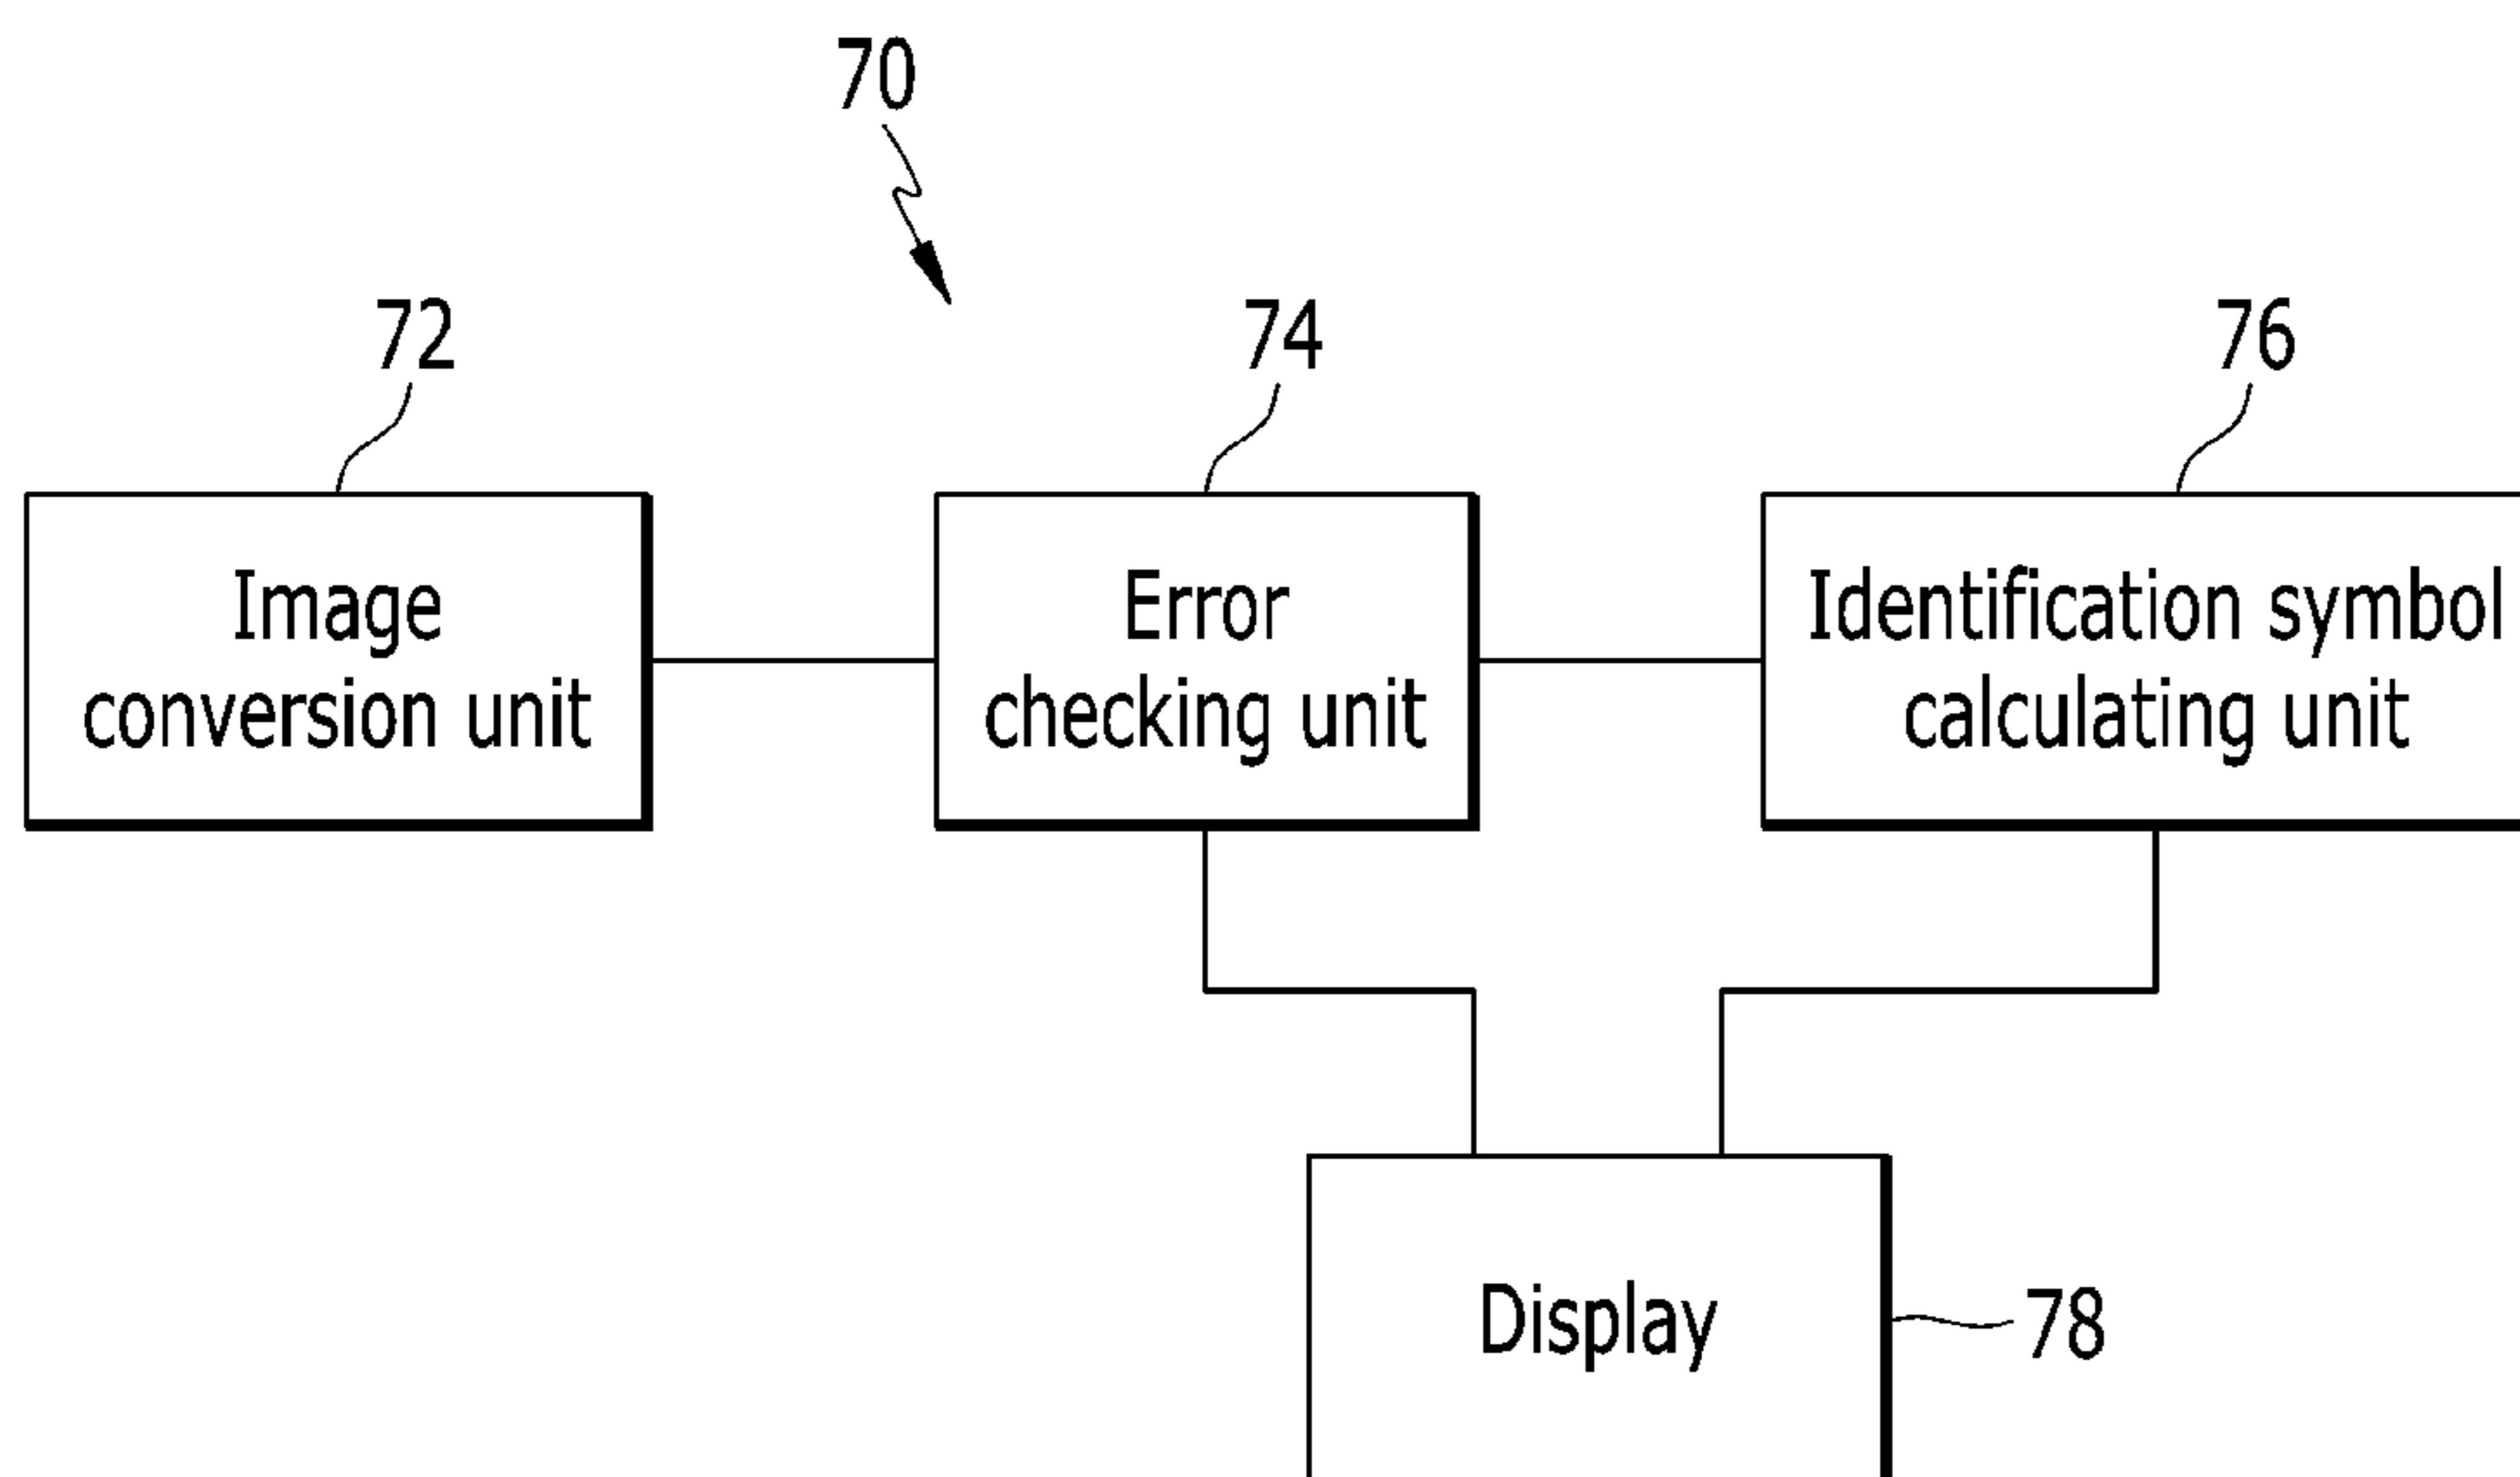 70
72
74
76
Image
conversion unit
Error
checking unit
Identification symbol
calculating unit
Display
78